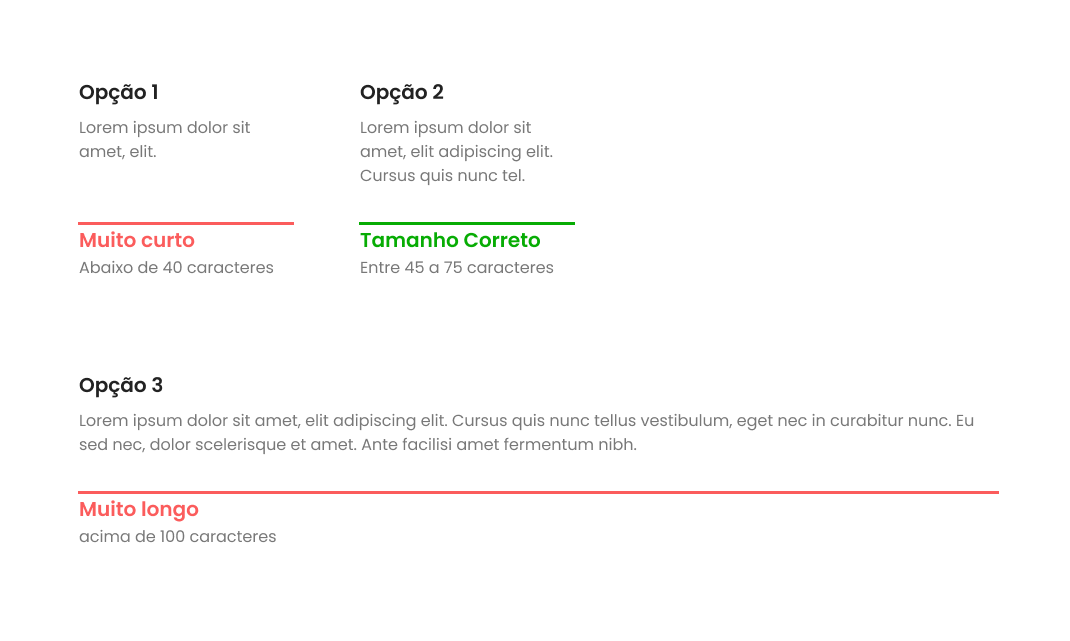 Opção 1
Lorem ipsum dolor sit
amet, elit.
Muito curto
Abaixo de 40 caracteres
Opção 2
Lorem ipsum dolor sit
amet, elit adipiscing elit.
Cursus quis nunc tel.
Tamanho Correto
Entre 45 a 75 caracteres
Opção 3
Lorem ipsum dolor sit amet, elit adipiscing elit. Cursus quis nunc tellus vestibulum, eget nec in curabitur nunc. Eu
sed nec, dolor scelerisque et amet. Ante facilisi amet fermentum nibh.
Muito longo
acima de 100 caracteres